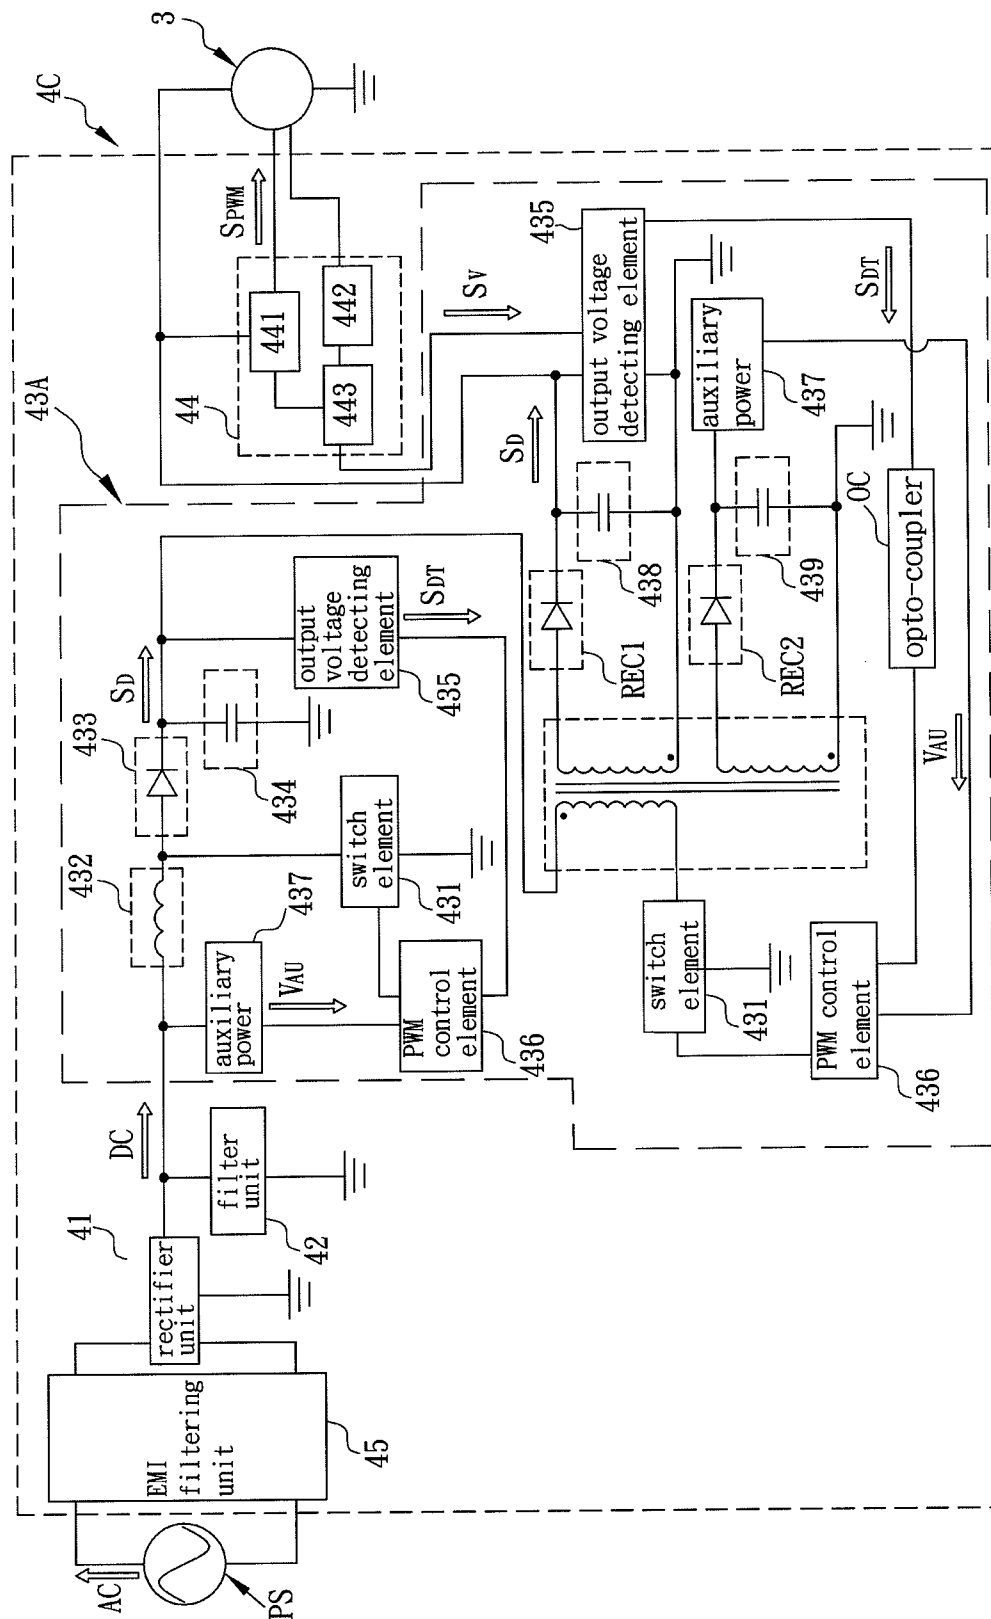 AC
PS
EMI
filtering
unit
45
rectifier
unit
41
DC
filter
unit
42
43A
4C
3
auxiliary
power
437
VAU
PWM
control
element
436
432
433
SD
434
switch
element
431
output
voltage
detecting
element
435
SDT
44
441
442
443
SPWM
SV
switch
element
431
PWM control
element
436
REC1
438
SD
output voltage
detecting element
435
REC2
439
auxiliary
power
437
SDT
OC
opto-coupler
VAU